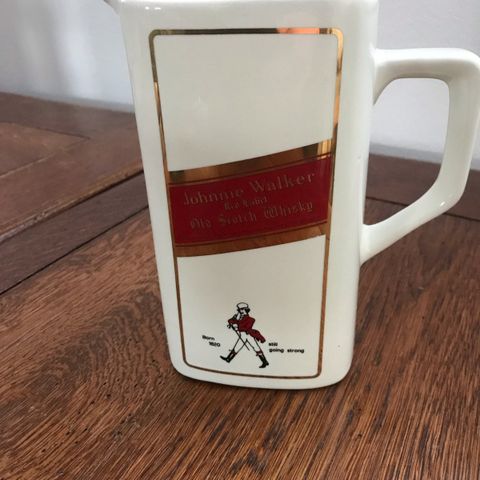 Johnnie Walker
Red Label
Old Scotch Whisky
Born
1820
still
going strong